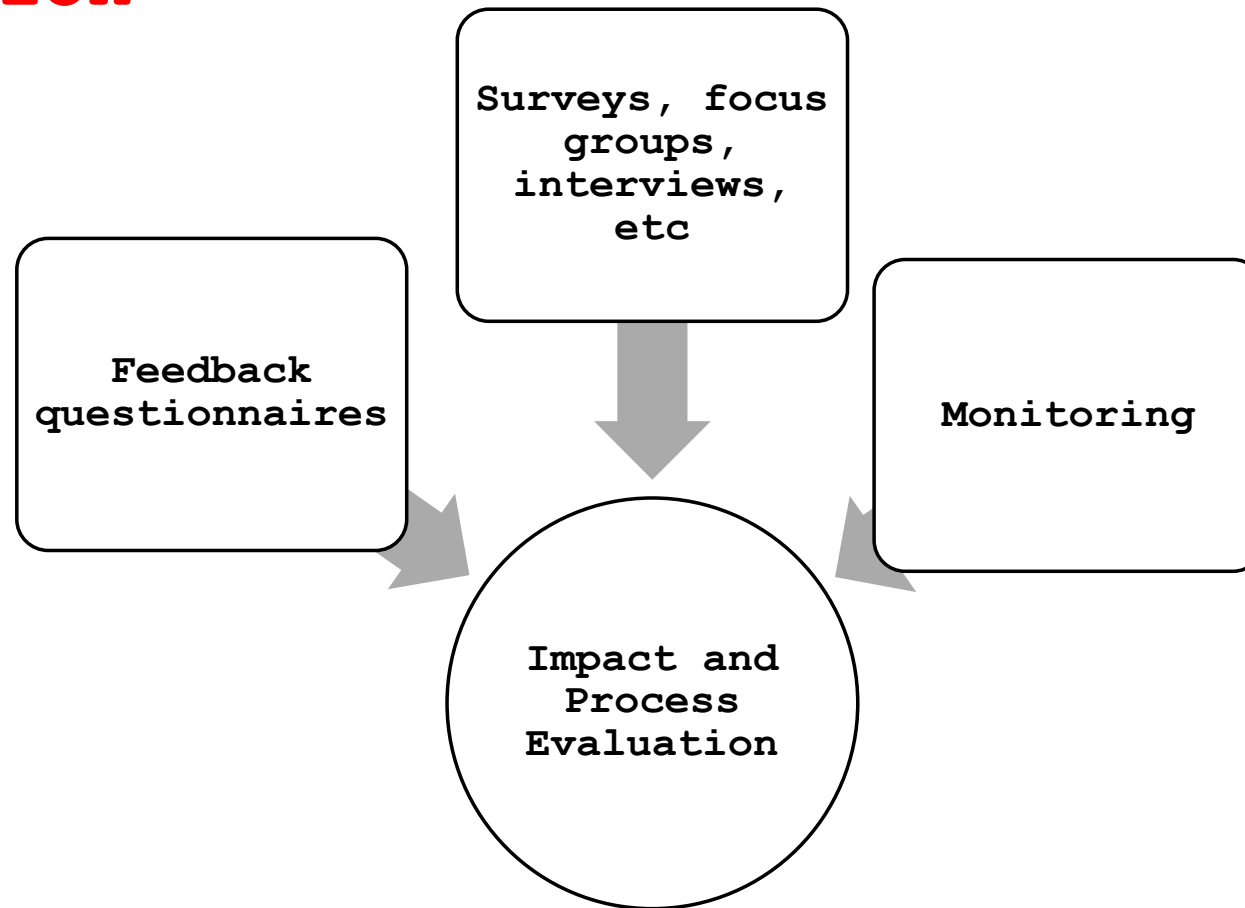 Surveys, focus
groups,
interviews,
etc
Feedback
questionnaires
Monitoring
Impact and
Process
Evaluation